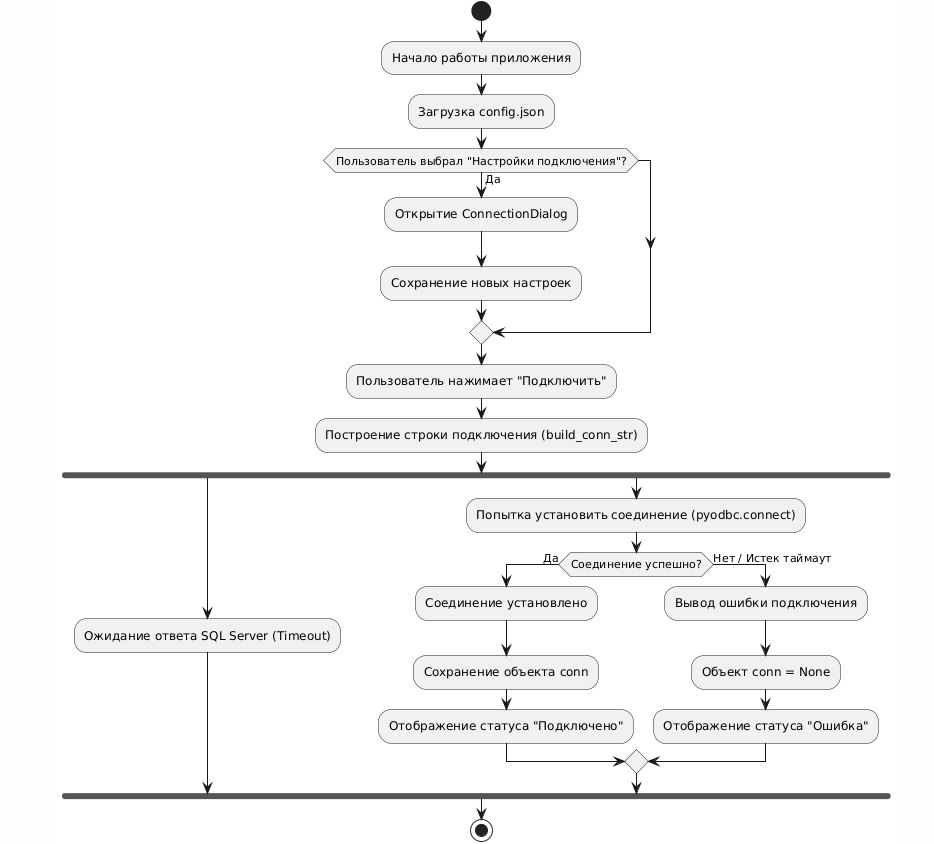 Начало работы приложения
Загрузка config.json
Пользователь выбрал "Настройки подключения"?
Да
Открытие ConnectionDialog
Сохранение новых настроек
Пользователь нажимает "Подключить"
Построение строки подключения (build_conn_str)
Попытка установить соединение (pyodbc.connect)
Да
Соединение успешно?
Нет / Истек таймаут
Соединение установлено
Вывод ошибки подключения
Ожидание ответа SQL Server (Timeout)
Сохранение объекта conn
Объект conn = None
Отображение статуса "Подключено"
Отображение статуса "Ошибка"